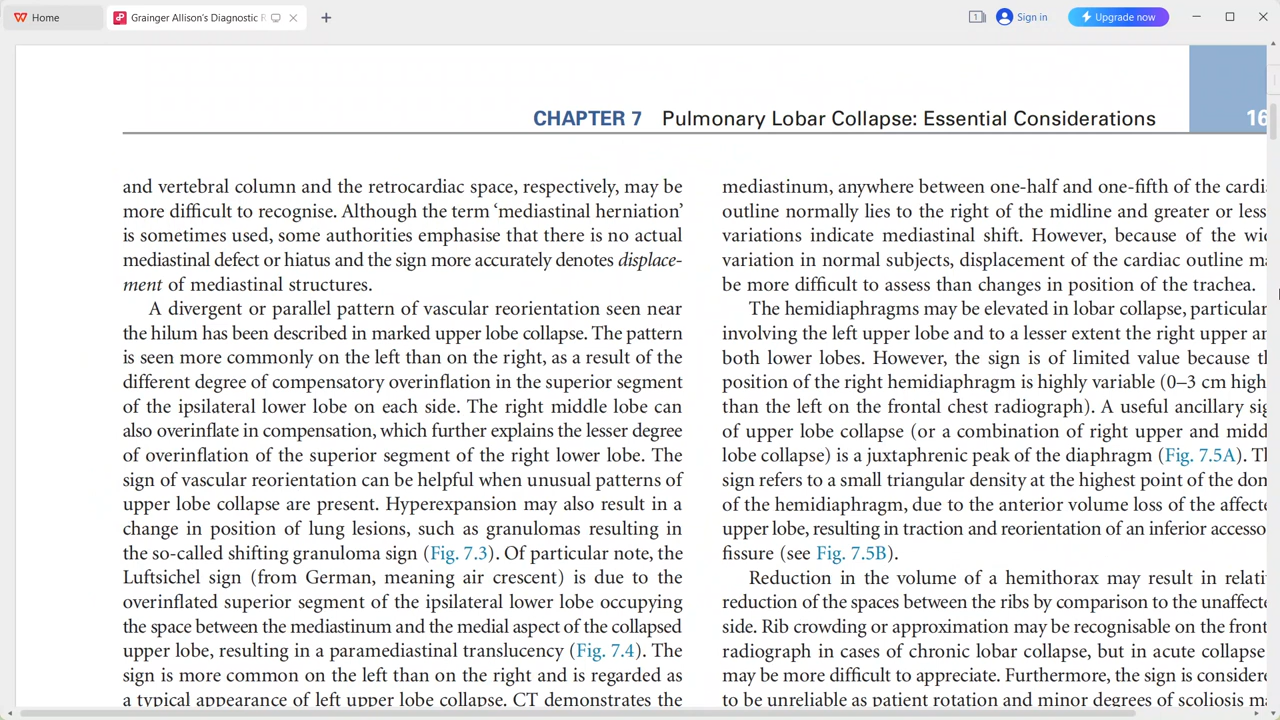 Home
Grainger Allison's Diagnostic
1
Sign in
Upgrade now
CHAPTER 7 Pulmonary Lobar Collapse: Essential Considerations
16
and vertebral column and the retrocardiac space, respectively, may be
more difficult to recognise. Although the term ‘mediastinal herniation’
is sometimes used, some authorities emphasise that there is no actual
mediastinal defect or hiatus and the sign more accurately denotes displace-
ment of mediastinal structures.
A divergent or parallel pattern of vascular reorientation seen near
the hilum has been described in marked upper lobe collapse. The pattern
is seen more commonly on the left than on the right, as a result of the
different degree of compensatory overinflation in the superior segment
of the ipsilateral lower lobe on each side. The right middle lobe can
also overinflate in compensation, which further explains the lesser degree
of overinflation of the superior segment of the right lower lobe. The
sign of vascular reorientation can be helpful when unusual patterns of
upper lobe collapse are present. Hyperexpansion may also result in a
change in position of lung lesions, such as granulomas resulting in
the so-called shifting granuloma sign (Fig. 7.3). Of particular note, the
Luftsichel sign (from German, meaning air crescent) is due to the
overinflated superior segment of the ipsilateral lower lobe occupying
the space between the mediastinum and the medial aspect of the collapsed
upper lobe, resulting in a paramediastinal translucency (Fig. 7.4). The
sign is more common on the left than on the right and is regarded as
a typical appearance of left upper lobe collapse. CT demonstrates the
mediastinum, anywhere between one-half and one-fifth of the cardi
outline normally lies to the right of the midline and greater or less
variations indicate mediastinal shift. However, because of the wi
variation in normal subjects, displacement of the cardiac outline m
be more difficult to assess than changes in position of the trachea.
The hemidiaphragms may be elevated in lobar collapse, particular
involving the left upper lobe and to a lesser extent the right upper a
both lower lobes. However, the sign is of limited value because t
position of the right hemidiaphragm is highly variable (0–3 cm high
than the left on the frontal chest radiograph). A useful ancillary si
of upper lobe collapse (or a combination of right upper and midd
lobe collapse) is a juxtaphrenic peak of the diaphragm (Fig. 7.5A). T
sign refers to a small triangular density at the highest point of the do
of the hemidiaphragm, due to the anterior volume loss of the affect
upper lobe, resulting in traction and reorientation of an inferior accesso
fissure (see Fig. 7.5B).
Reduction in the volume of a hemithorax may result in relati
reduction of the spaces between the ribs by comparison to the unaffect
side. Rib crowding or approximation may be recognisable on the front
radiograph in cases of chronic lobar collapse, but in acute collapse
may be more difficult to appreciate. Furthermore, the sign is consider
to be unreliable as patient rotation and minor degrees of scoliosis m